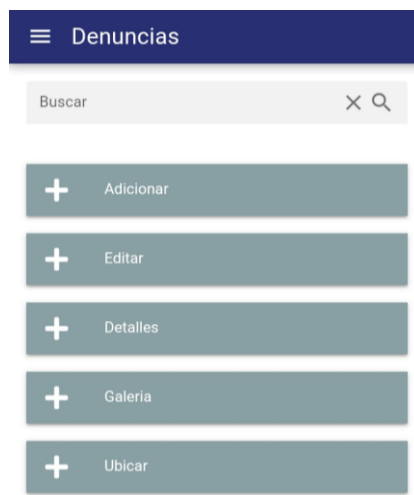 Denuncias
Buscar
Adicionar
Editar
Detalles
Galeria
Ubicar